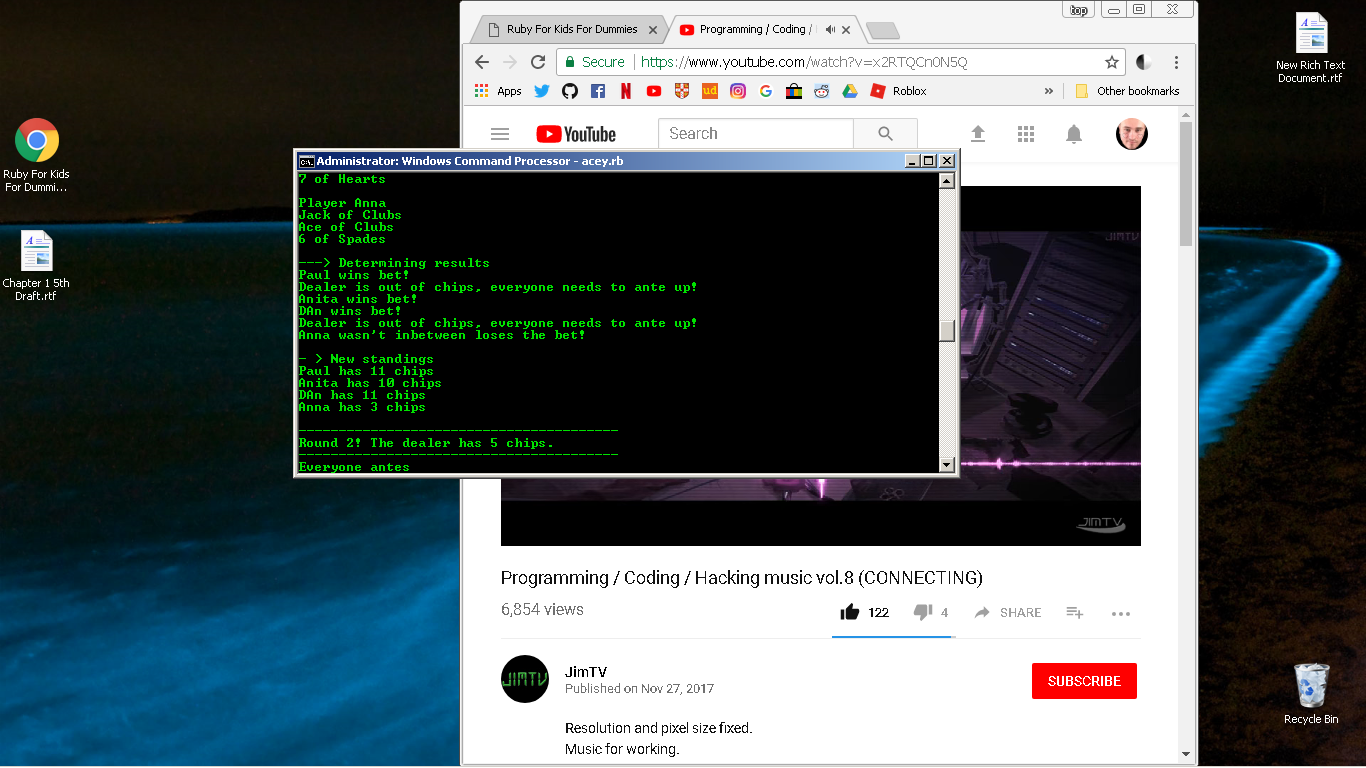 top
Ruby For Kids For Dummies
Programming / Coding /
Secure
https://www.youtube.com/watch?v=x2RTQCn0N5Q
Apps
ud
Roblox
»
Other bookmarks
YouTube
Search
Administrator: Windows Command Processor - acey.rb
7 of Hearts
Player Anna
Jack of Clubs
Ace of Clubs
6 of Spades
---> Determining results
Paul wins bet!
Dealer is out of chips, everyone needs to ante up!
Anita wins bet!
DAn wins bet!
Dealer is out of chips, everyone needs to ante up!
Anna wasn't inbetween loses the bet!
- > New standings
Paul has 11 chips
Anita has 10 chips
DAn has 11 chips
Anna has 3 chips
----------------------------------------
Round 2! The dealer has 5 chips.
----------------------------------------
Everyone antes
JIMTV
JIMTV
Programming / Coding / Hacking music vol.8 (CONNECTING)
6,854 views
122
4
SHARE
JIMTV
JimTV
Published on Nov 27, 2017
SUBSCRIBE
Resolution and pixel size fixed.
Music for working.
Ruby For Kids
For Dummi...
Chapter 1 5th
Draft.rtf
New Rich Text
Document.rtf
Recycle Bin